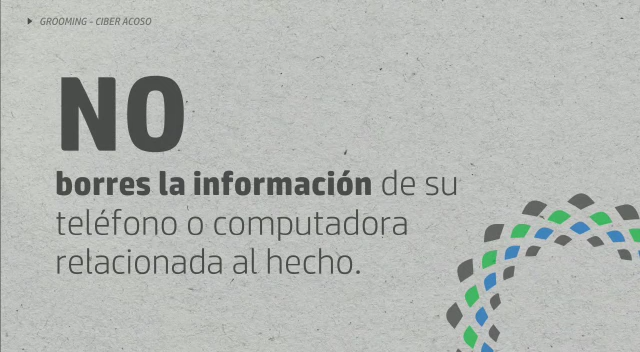 GROOMING - CIBER ACOSO
NO
borres la información de su
teléfono o computadora
relacionada al hecho.